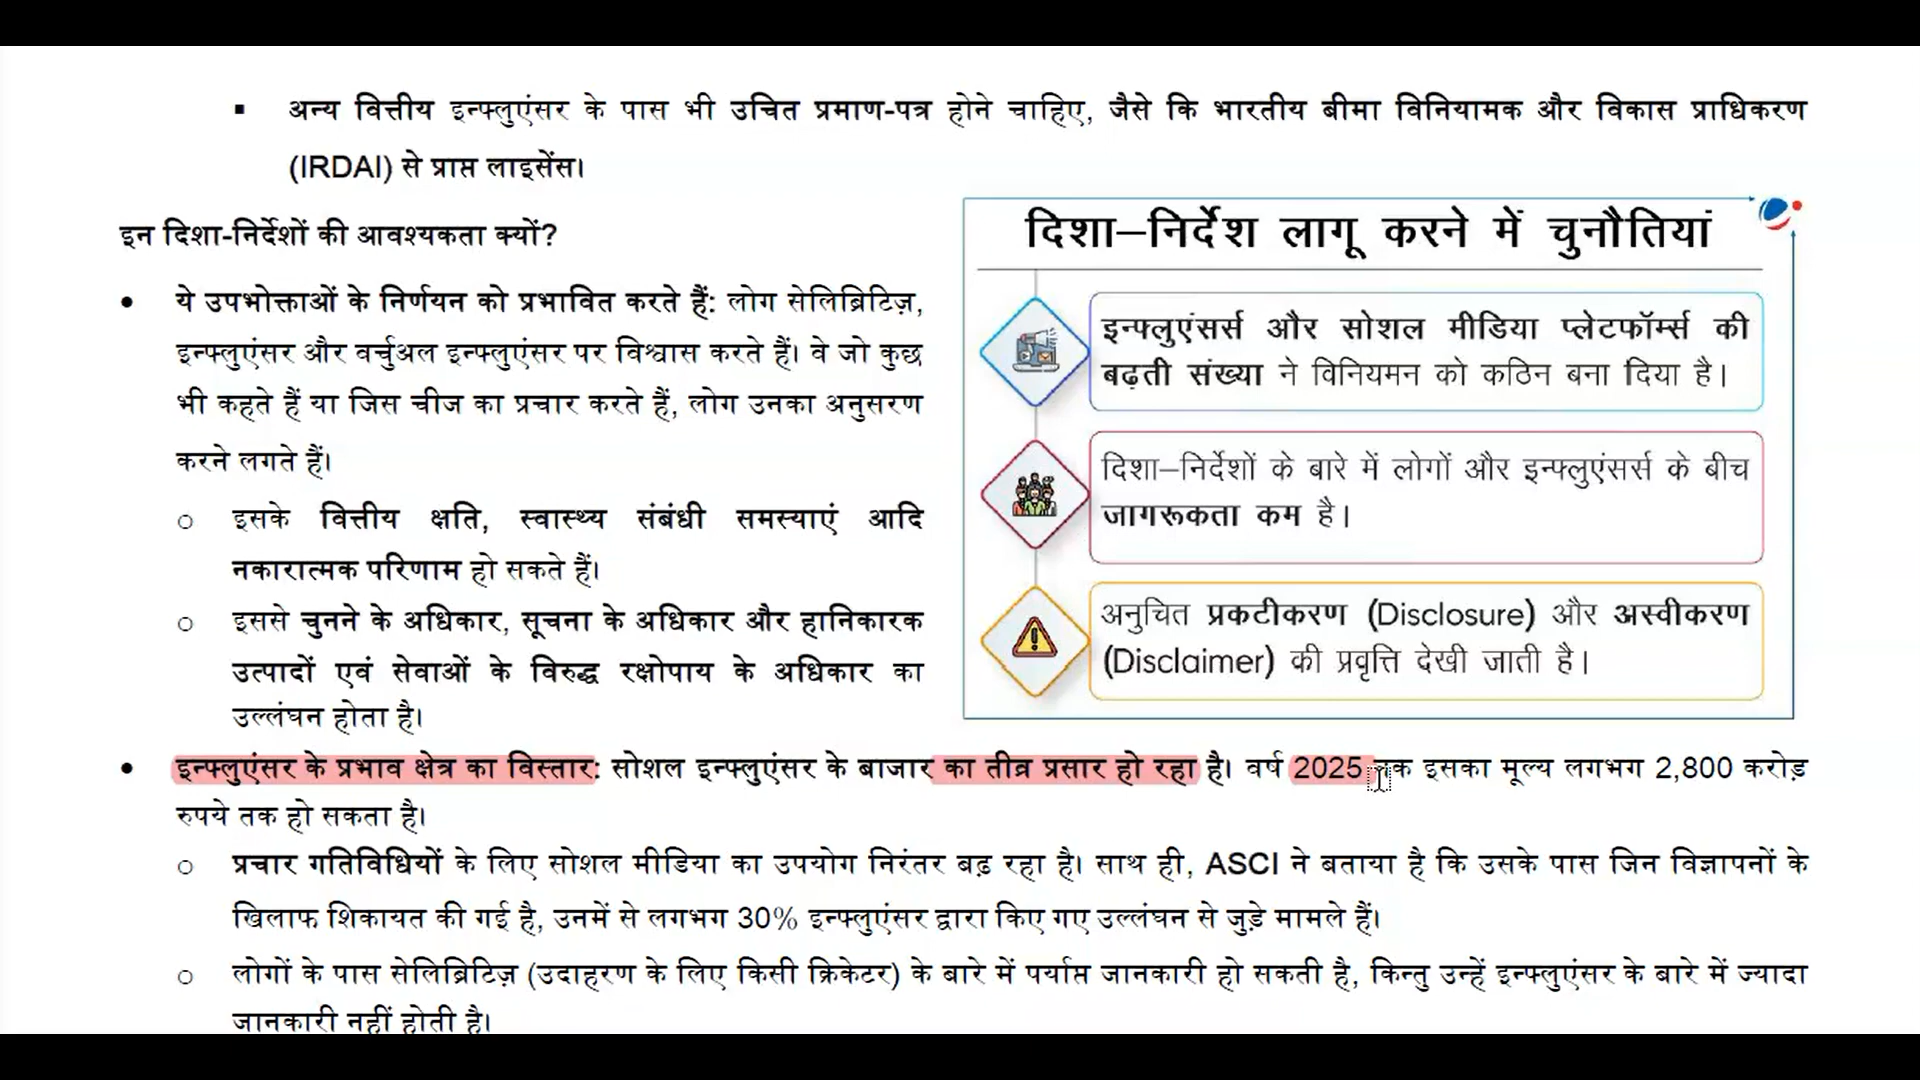 ▪ अन्य वित्तीय इन्फ्लुएंसर के पास भी उचित प्रमाण-पत्र होने चाहिए, जैसे कि भारतीय बीमा विनियामक और विकास प्राधिकरण
(IRDAI) से प्राप्त लाइसेंस।
इन दिशा-निर्देशों की आवश्यकता क्यों?
• ये उपभोक्ताओं के निर्णयन को प्रभावित करते हैं: लोग सेलिब्रिटिज़,
इन्फ्लुएंसर और वर्चुअल इन्फ्लुएंसर पर विश्वास करते हैं। वे जो कुछ
भी कहते हैं या जिस चीज का प्रचार करते हैं, लोग उनका अनुसरण
करने लगते हैं।
o इसके वित्तीय क्षति, स्वास्थ्य संबंधी समस्याएं आदि
नकारात्मक परिणाम हो सकते हैं।
o इससे चुनने के अधिकार, सूचना के अधिकार और हानिकारक
उत्पादों एवं सेवाओं के विरुद्ध रक्षोपाय के अधिकार का
उल्लंघन होता है।
दिशा–निर्देश लागू करने में चुनौतियां
इन्फ्लुएंसर्स और सोशल मीडिया प्लेटफॉर्म्स की
बढ़ती संख्या ने विनियमन को कठिन बना दिया है।
दिशा–निर्देशों के बारे में लोगों और इन्फ्लुएंसर्स के बीच
जागरूकता कम है।
अनुचित प्रकटीकरण (Disclosure) और अस्वीकरण
(Disclaimer) की प्रवृत्ति देखी जाती है।
• इन्फ्लुएंसर के प्रभाव क्षेत्र का विस्तार: सोशल इन्फ्लुएंसर के बाजार का तीव्र प्रसार हो रहा है। वर्ष 2025 तक इसका मूल्य लगभग 2,800 करोड़
रुपये तक हो सकता है।
o प्रचार गतिविधियों के लिए सोशल मीडिया का उपयोग निरंतर बढ़ रहा है। साथ ही, ASCI ने बताया है कि उसके पास जिन विज्ञापनों के
खिलाफ शिकायत की गई है, उनमें से लगभग 30% इन्फ्लुएंसर द्वारा किए गए उल्लंघन से जुड़े मामले हैं।
o लोगों के पास सेलिब्रिटिज़ (उदाहरण के लिए किसी क्रिकेटर) के बारे में पर्याप्त जानकारी हो सकती है, किन्तु उन्हें इन्फ्लुएंसर के बारे में ज्यादा
जानकारी नहीं होती है।